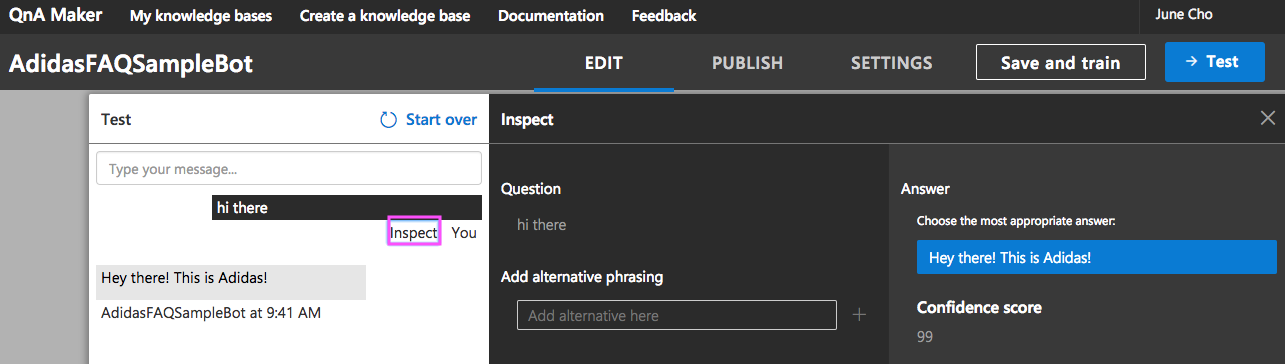 QnA Maker My knowledge bases Create a knowledge base Documentation Feedback June Cho
AdidasFAQSampleBot EDIT PUBLISH SETTINGS Save and train → Test
Test Start over
Type your message...
hi there
Inspect You
Hey there! This is Adidas!
AdidasFAQSampleBot at 9:41 AM
Inspect
Question
hi there
Add alternative phrasing
Add alternative here
Answer
Choose the most appropriate answer:
Hey there! This is Adidas!
Confidence score
99